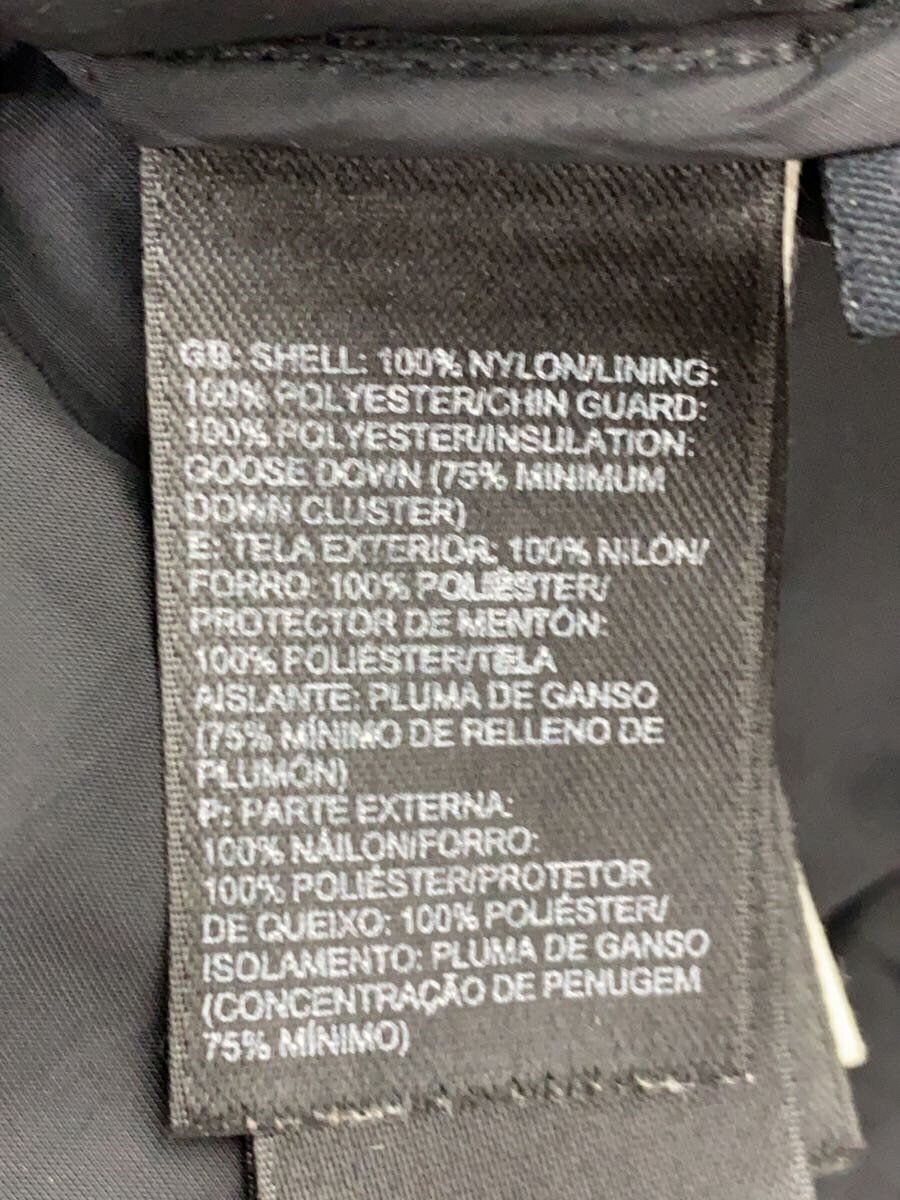 GB: SHELL: 100% NYLON/LINING:
100% POLYESTER/CHIN GUARD:
100% POLYESTER/INSULATION:
GOOSE DOWN (75% MINIMUM
DOWN CLUSTER)
E: TELA EXTERIOR: 100% NILÓN/
FORRO: 100% POLIÉSTER/
PROTECTOR DE MENTÓN:
100% POLIÉSTER/TELA
AISLANTE: PLUMA DE GANSO
(75% MÍNIMO DE RELLENO DE
PLUMÓN)
P: PARTE EXTERNA:
100% NÁILON/FORRO:
100% POLIÉSTER/PROTETOR
DE QUEIXO: 100% POLIÉSTER/
ISOLAMENTO: PLUMA DE GANSO
(CONCENTRAÇÃO DE PENUGEM
75% MÍNIMO)